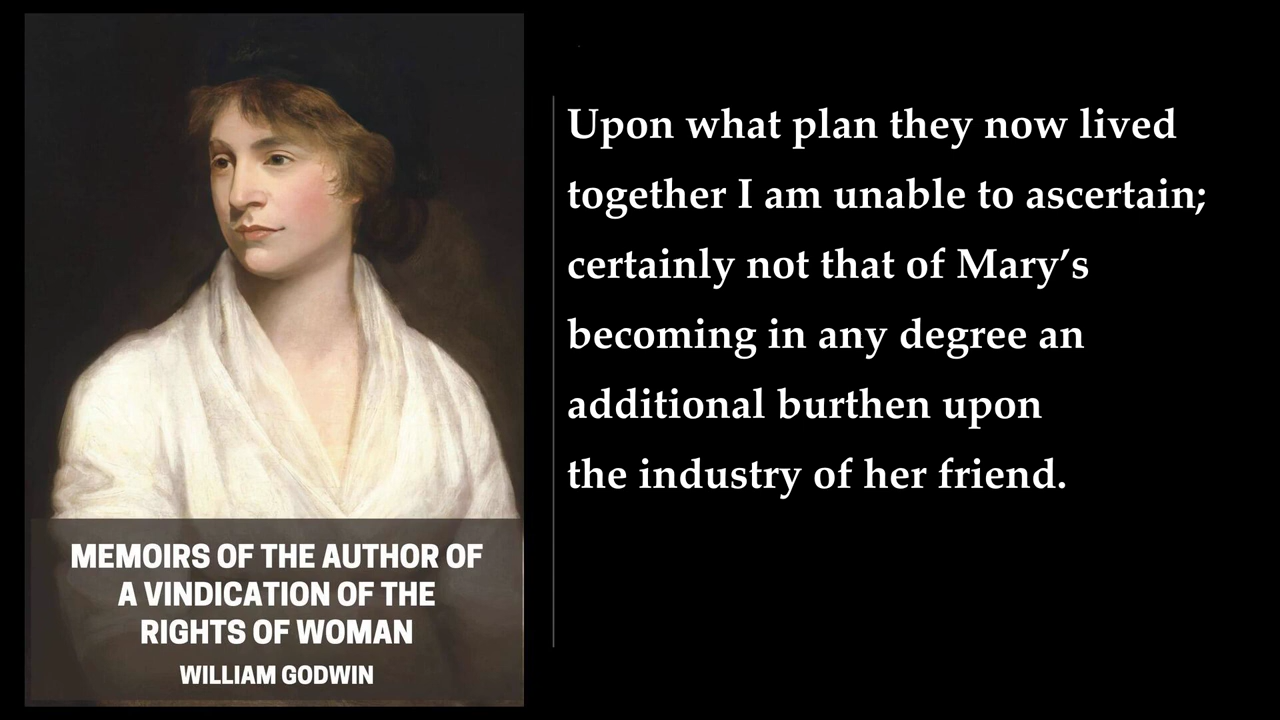 MEMOIRS OF THE AUTHOR OF
A VINDICATION OF THE
RIGHTS OF WOMAN
WILLIAM GODWIN
Upon what plan they now lived
together I am unable to ascertain;
certainly not that of Mary’s
becoming in any degree an
additional burthen upon
the industry of her friend.